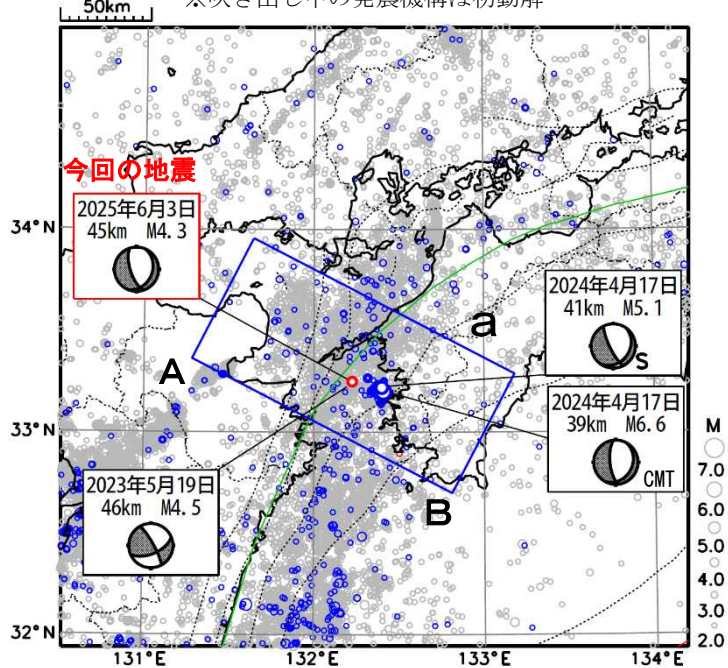 50km
※吹き出し中の発震機構は初動解
今回の地震
2025年6月3日
45km M4.3
34°N
2024年4月17日
41km M5.1
S
a
A
33°N
2024年4月17日
39km M6.6
CMT
2023年5月19日
46km M4.5
B
M
7.0
6.0
5.0
4.0
3.0
2.0
32°N
131°E
132°E
133°E
134°E